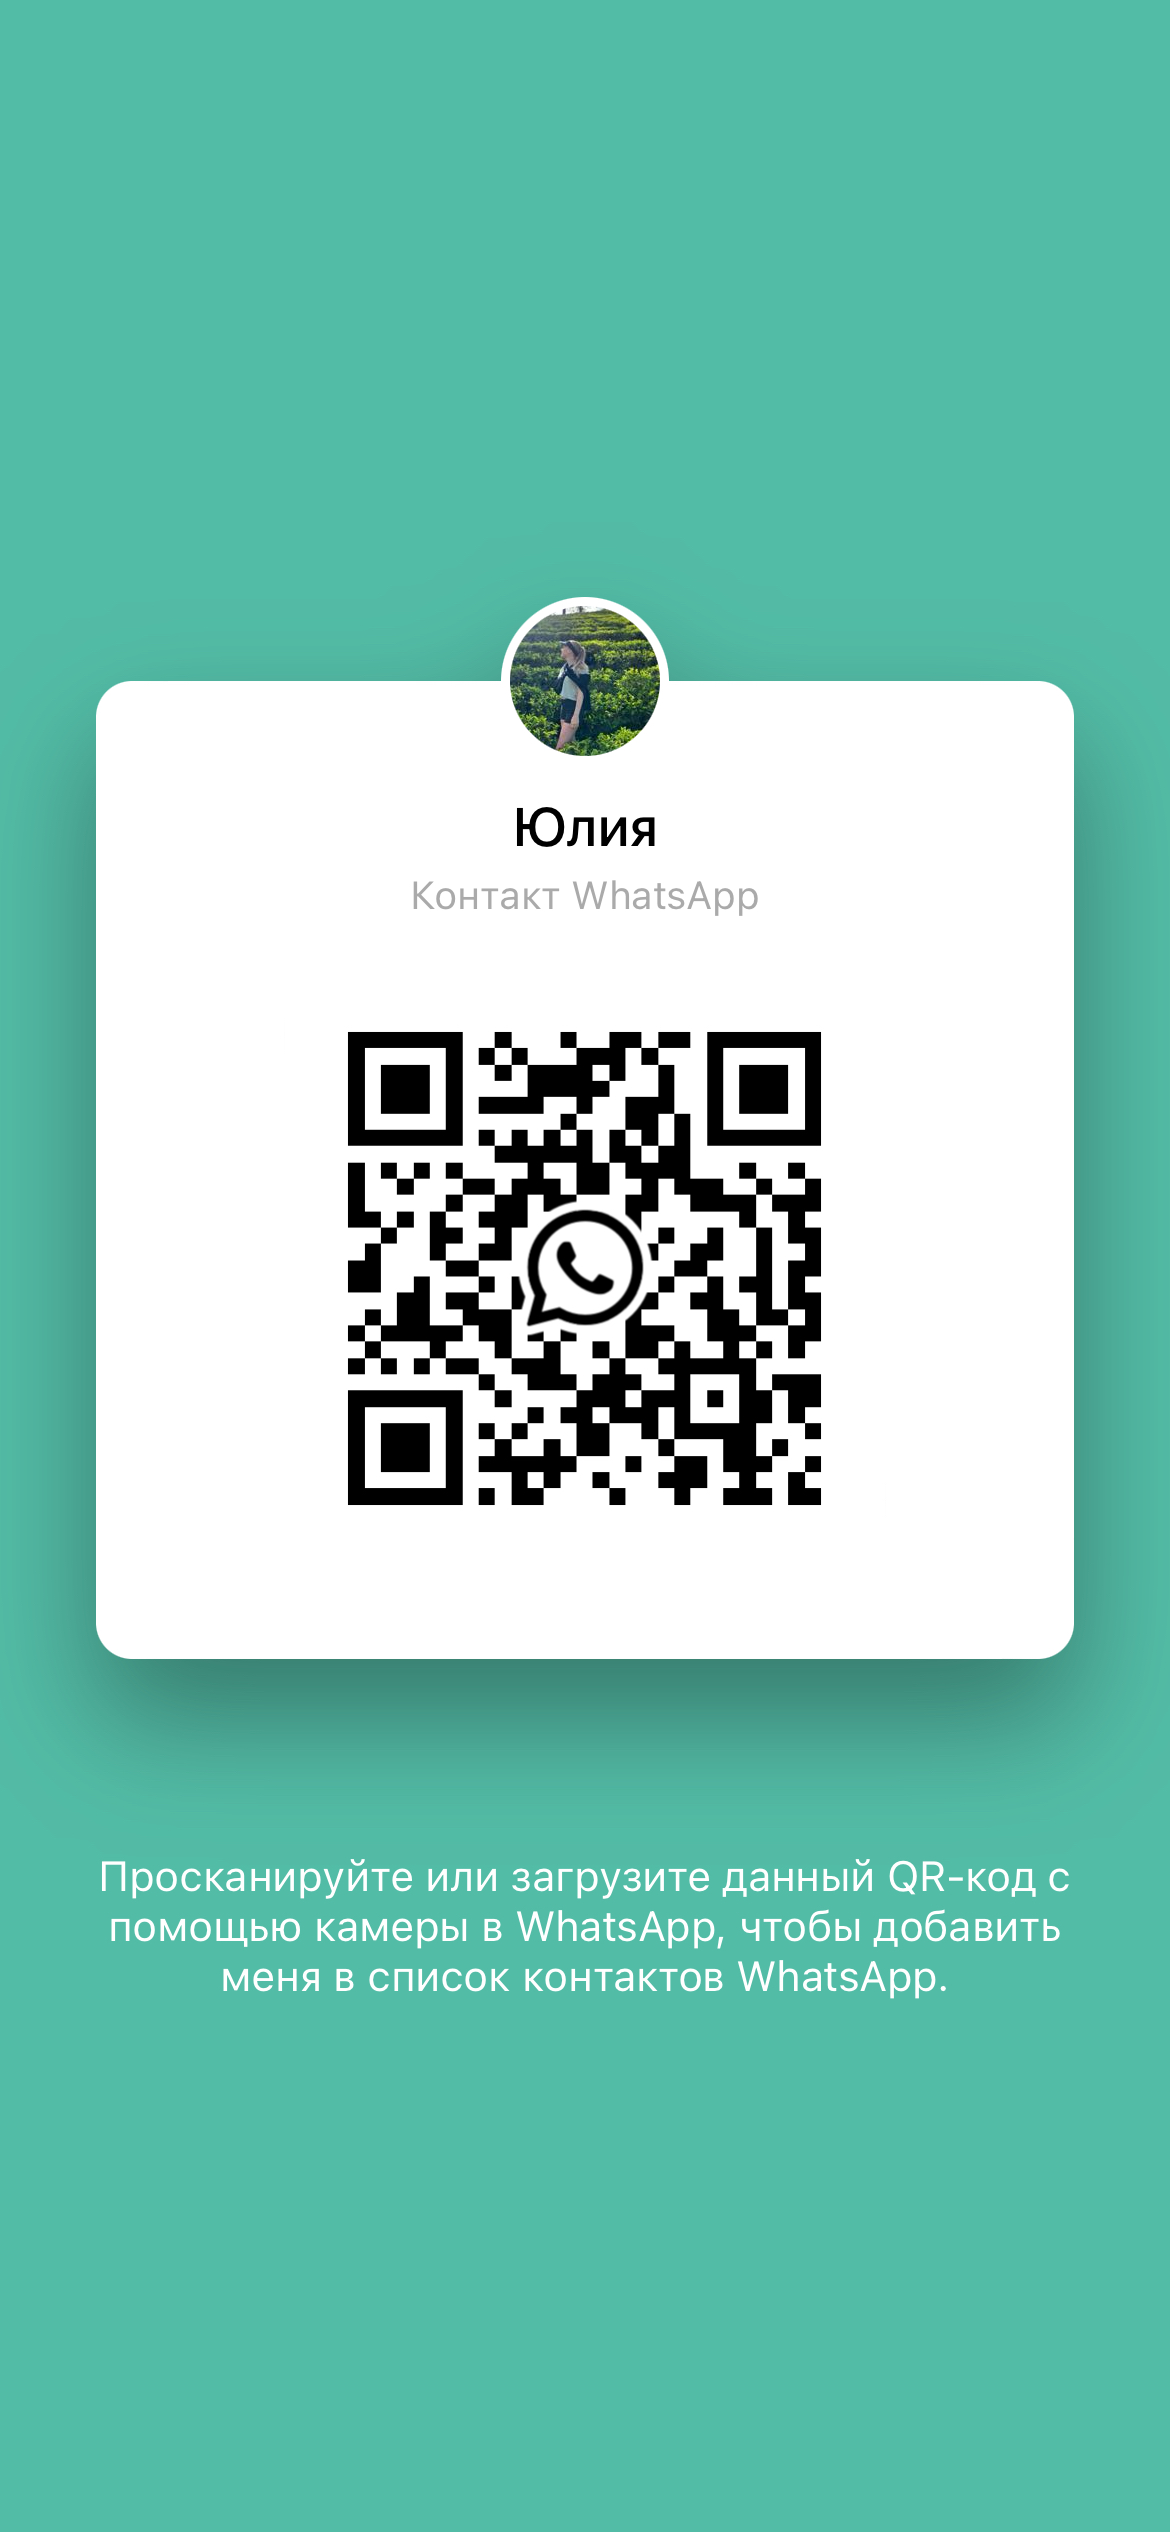 Юлия
Контакт WhatsApp
Просканируйте или загрузите данный QR-код с
помощью камеры в WhatsApp, чтобы добавить
меня в список контактов WhatsApp.